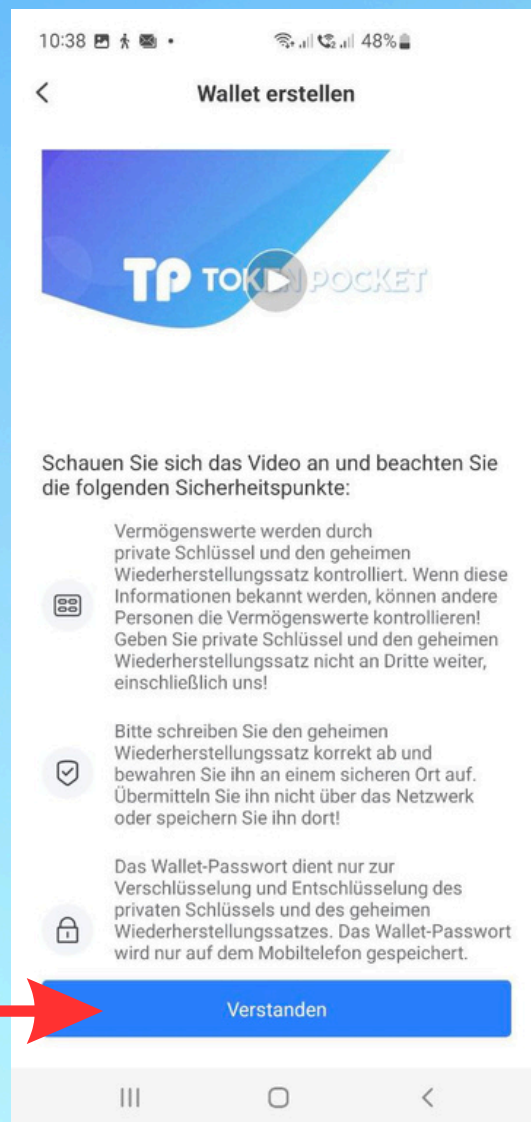 10:38 48%
Wallet erstellen
TP TOKEN POCKET
Schauen Sie sich das Video an und beachten Sie
die folgenden Sicherheitspunkte:
Vermögenswerte werden durch
private Schlüssel und den geheimen
Wiederherstellungssatz kontrolliert. Wenn diese
Informationen bekannt werden, können andere
Personen die Vermögenswerte kontrollieren!
Geben Sie private Schlüssel und den geheimen
Wiederherstellungssatz nicht an Dritte weiter,
einschließlich uns!
Bitte schreiben Sie den geheimen
Wiederherstellungssatz korrekt ab und
bewahren Sie ihn an einem sicheren Ort auf.
Übermitteln Sie ihn nicht über das Netzwerk
oder speichern Sie ihn dort!
Das Wallet-Passwort dient nur zur
Verschlüsselung und Entschlüsselung des
privaten Schlüssels und des geheimen
Wiederherstellungssatzes. Das Wallet-Passwort
wird nur auf dem Mobiltelefon gespeichert.
Verstanden